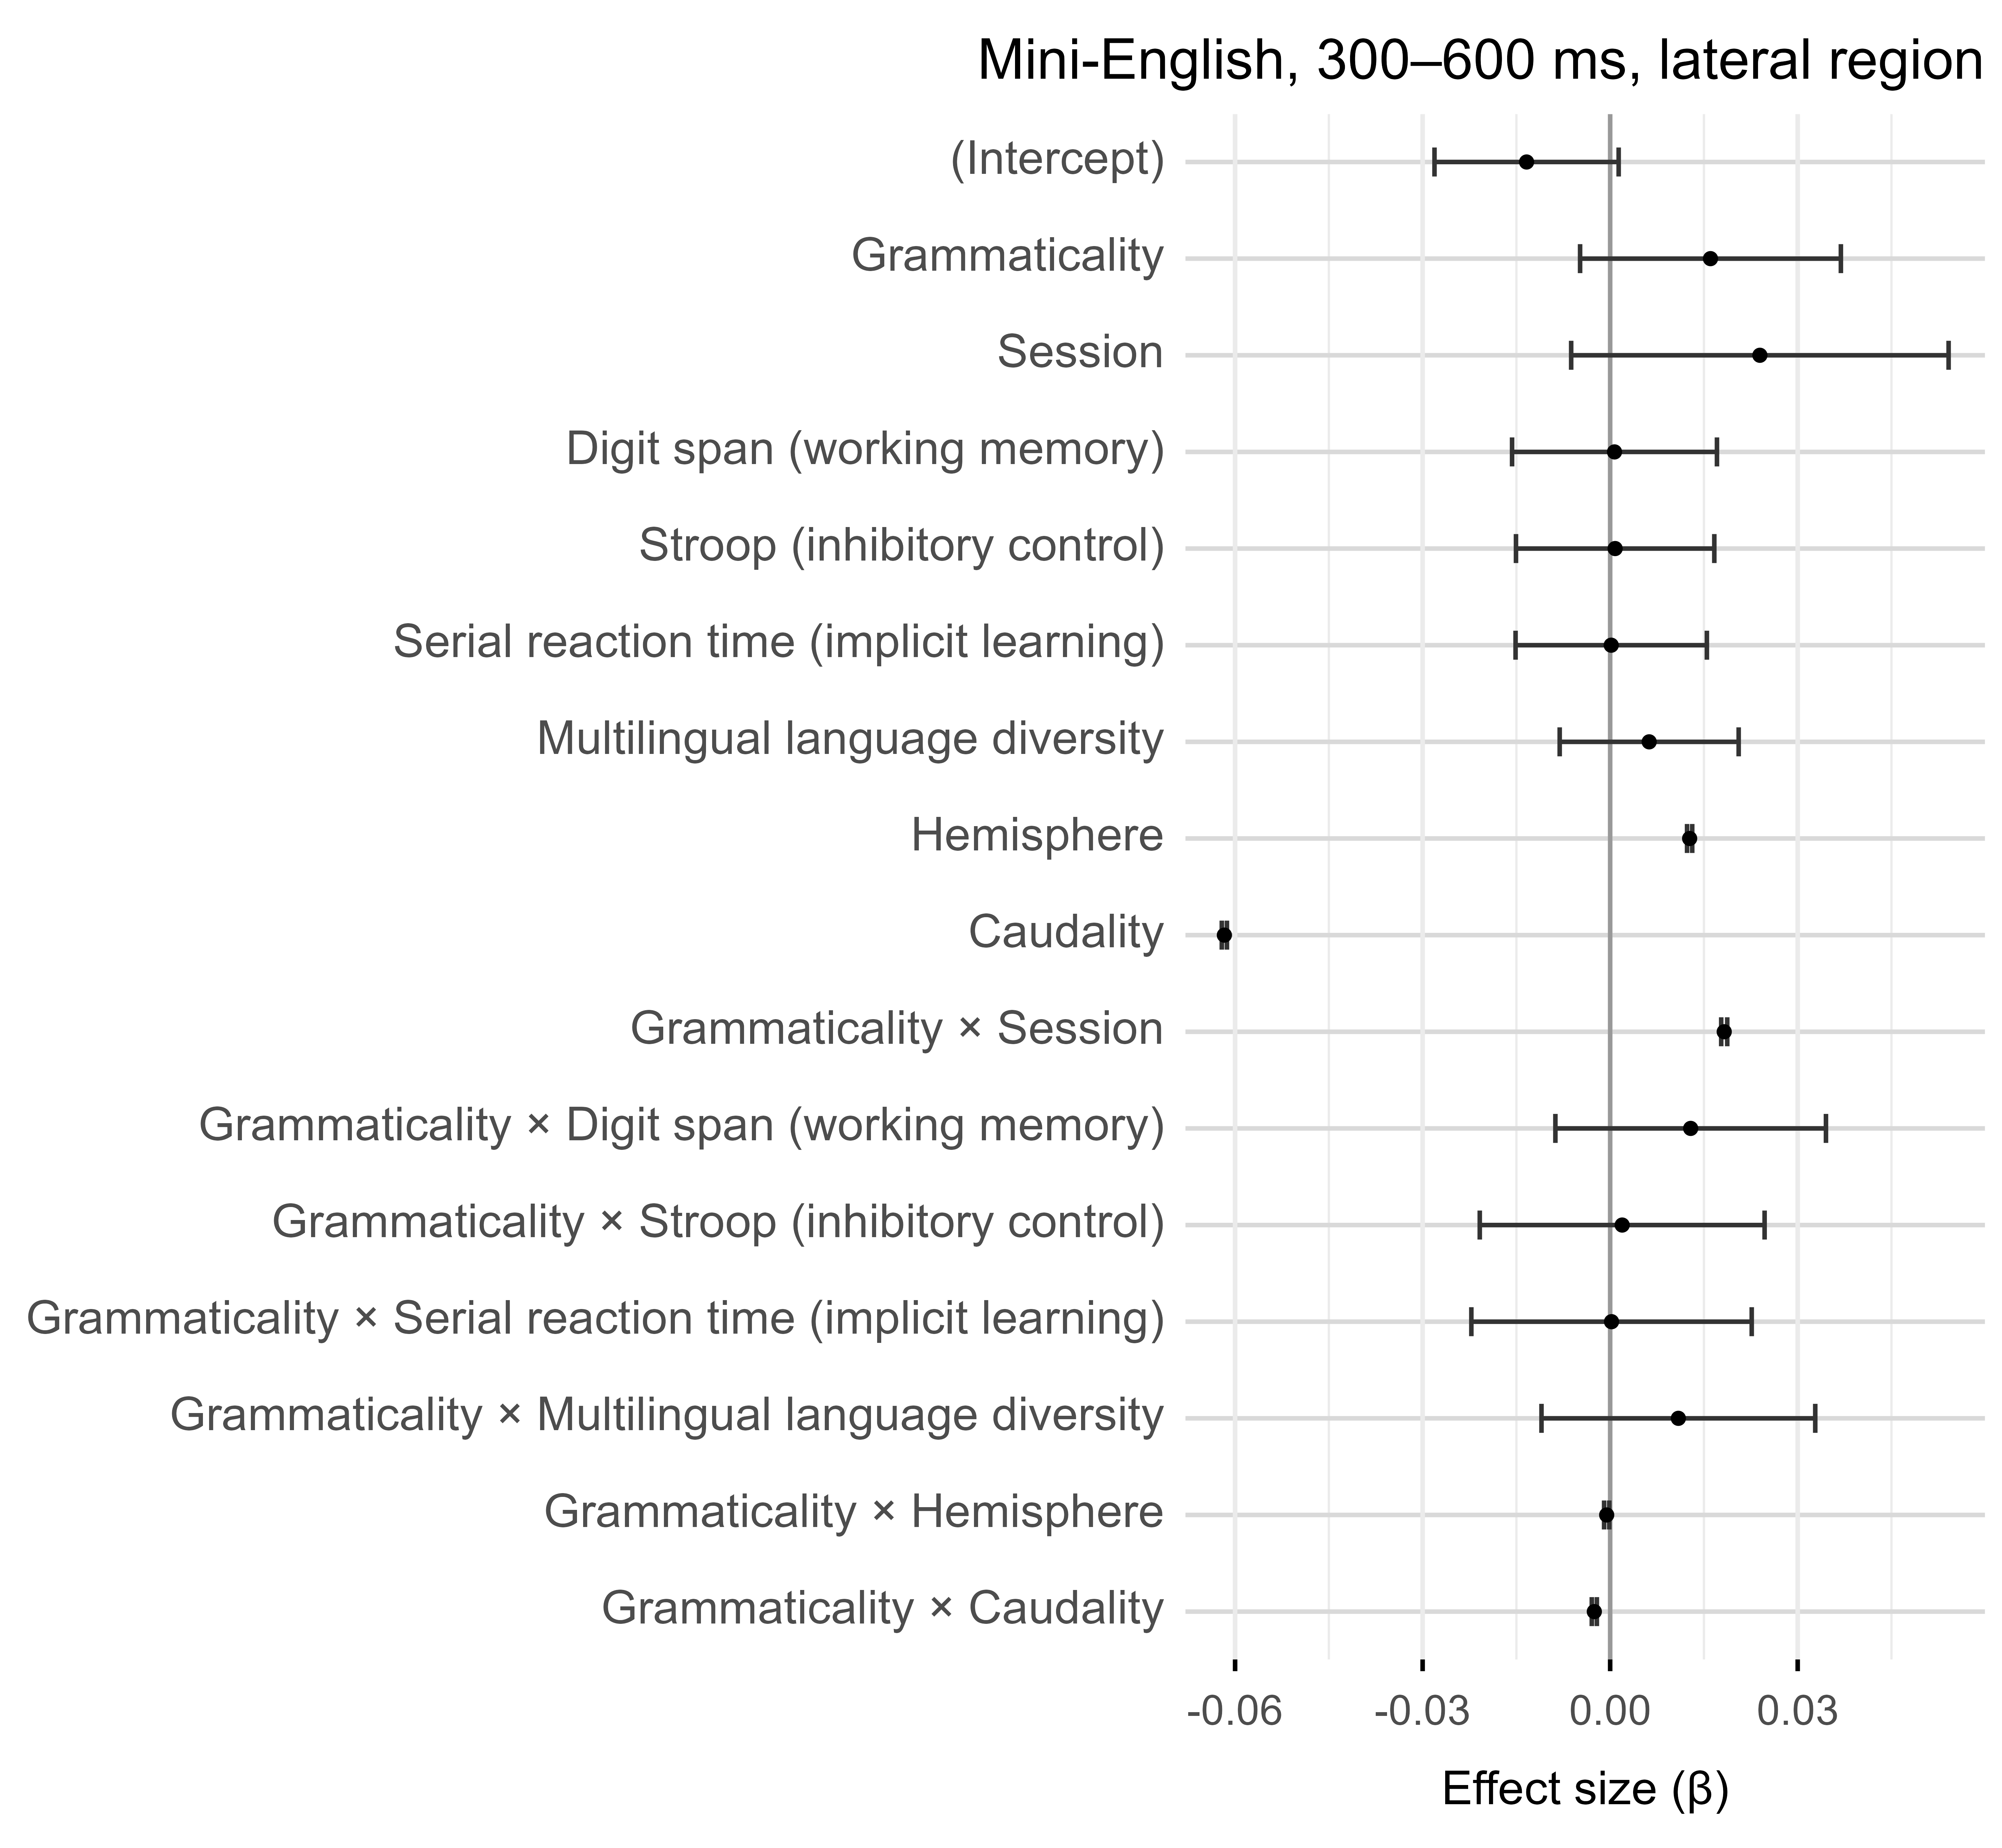 Mini-English, 300–600 ms, lateral region
(Intercept)
Grammaticality
Session
Digit span (working memory)
Stroop (inhibitory control)
Serial reaction time (implicit learning)
Multilingual language diversity
Hemisphere
Caudality
Grammaticality × Session
Grammaticality × Digit span (working memory)
Grammaticality × Stroop (inhibitory control)
Grammaticality × Serial reaction time (implicit learning)
Grammaticality × Multilingual language diversity
Grammaticality × Hemisphere
Grammaticality × Caudality
-0.06 -0.03 0.00 0.03
Effect size (β)